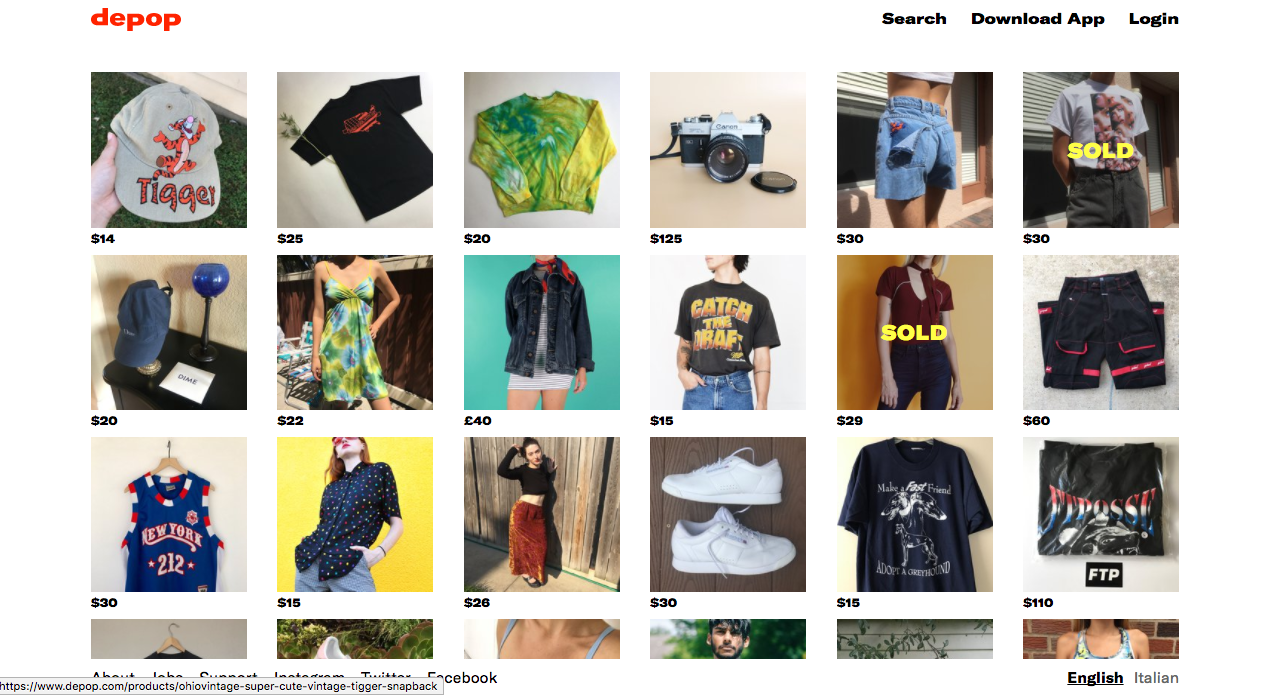 depop
Search Download App Login
Tigger
Canon
SOLD
$14 $25 $20 $125 $30 $30
DIME
CATCH
THE
DRAFT
SOLD
$20 $22 £40 $15 $29 $60
NEW YORK
212
Make a Fast Friend
ADOPT A GREYHOUND
FTP
$30 $15 $26 $30 $15 $110
About Jobs Support Instagram Twitter Facebook
English Italian
https://www.depop.com/products/ohiovintage-super-cute-vintage-tigger-snapback